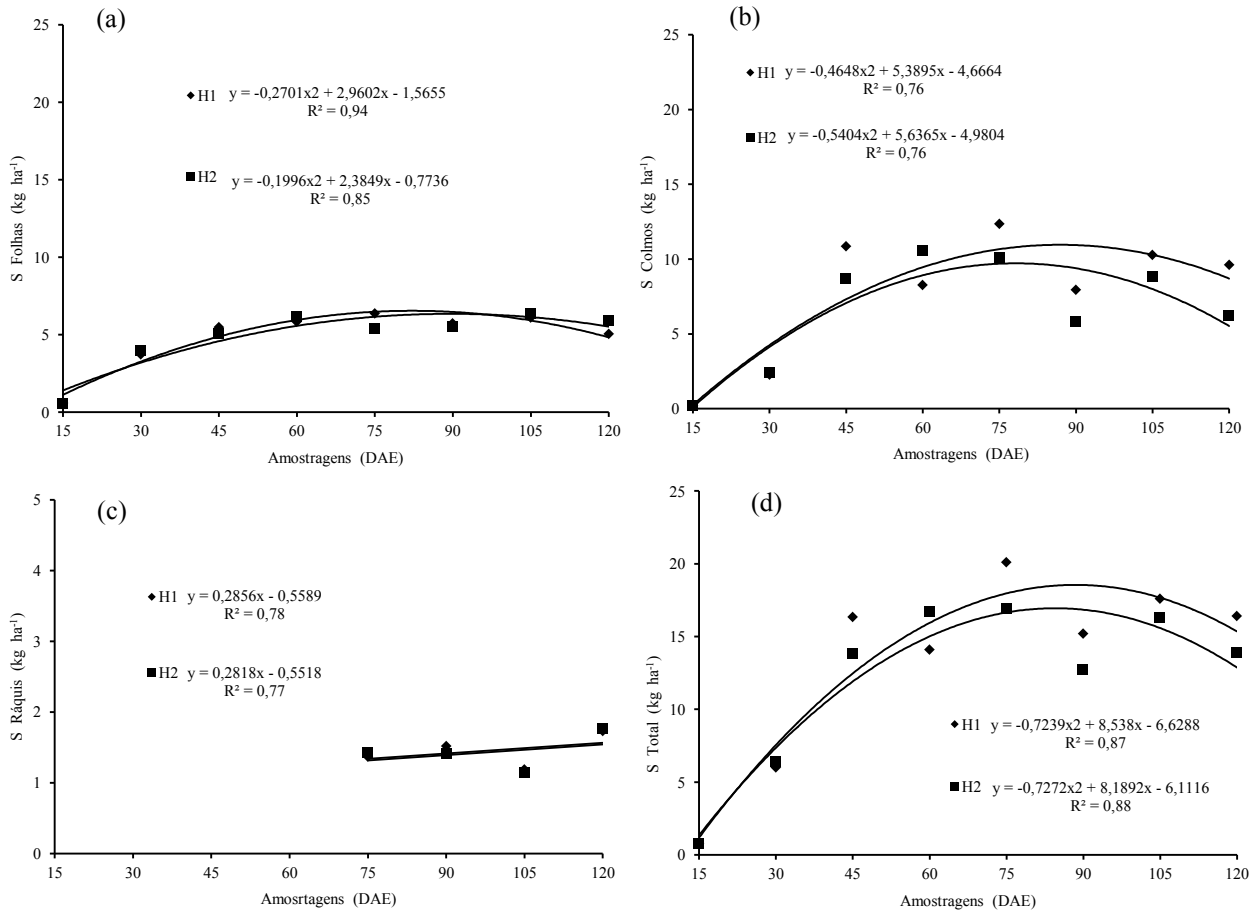 (a)
25
20
15
10
5
0
S Folhas (kg ha⁻¹)
H1 y = -0,2701x2 + 2,9602x - 1,5655
R² = 0,94
H2 y = -0,1996x2 + 2,3849x - 0,7736
R² = 0,85
15 30 45 60 75 90 105 120
Amostragens (DAE)
(b)
25
20
15
10
5
0
S Colmos (kg ha⁻¹)
H1 y = -0,4648x2 + 5,3895x - 4,6664
R² = 0,76
H2 y = -0,5404x2 + 5,6365x - 4,9804
R² = 0,76
15 30 45 60 75 90 105 120
Amostragens (DAE)
(c)
5
4
3
2
1
0
S Ráquis (kg ha⁻¹)
H1 y = 0,2856x - 0,5589
R² = 0,78
H2 y = 0,2818x - 0,5518
R² = 0,77
15 30 45 60 75 90 105 120
Amosrtagens (DAE)
(d)
25
20
15
10
5
0
S Total (kg ha⁻¹)
H1 y = -0,7239x2 + 8,538x - 6,6288
R² = 0,87
H2 y = -0,7272x2 + 8,1892x - 6,1116
R² = 0,88
15 30 45 60 75 90 105 120
Amostragens (DAE)